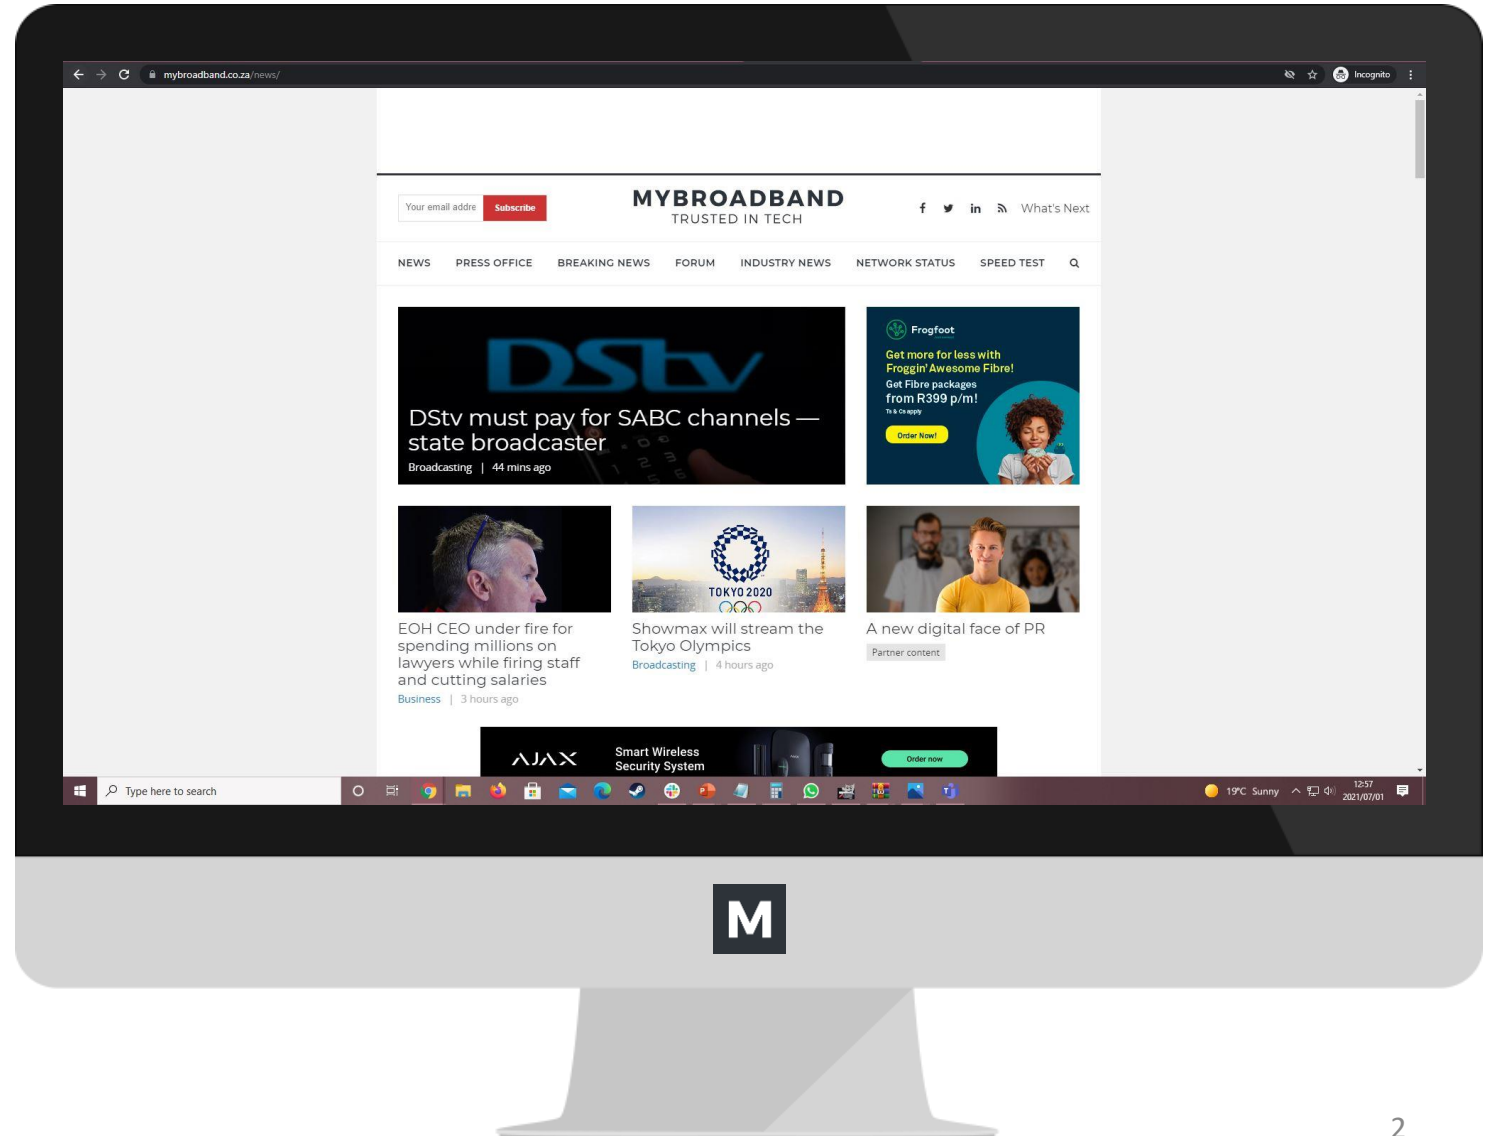 mybroadband.co.za/news/
Incognito
Your email addre
Subscribe
MYBROADBAND
TRUSTED IN TECH
What's Next
NEWS PRESS OFFICE BREAKING NEWS FORUM INDUSTRY NEWS NETWORK STATUS SPEED TEST
DStv
DStv must pay for SABC channels —
state broadcaster
Broadcasting | 44 mins ago
Frogfoot
Get more for less with
Froggin' Awesome Fibre!
Get Fibre packages
from R399 p/m!
Ts & Cs apply
Order Now!
EOH CEO under fire for
spending millions on
lawyers while firing staff
and cutting salaries
Business | 3 hours ago
TOKYO 2020
Showmax will stream the
Tokyo Olympics
Broadcasting | 4 hours ago
A new digital face of PR
Partner content
AJAX
Smart Wireless
Security System
Order now
Type here to search
19°C Sunny
12:57
2021/07/01
M
2